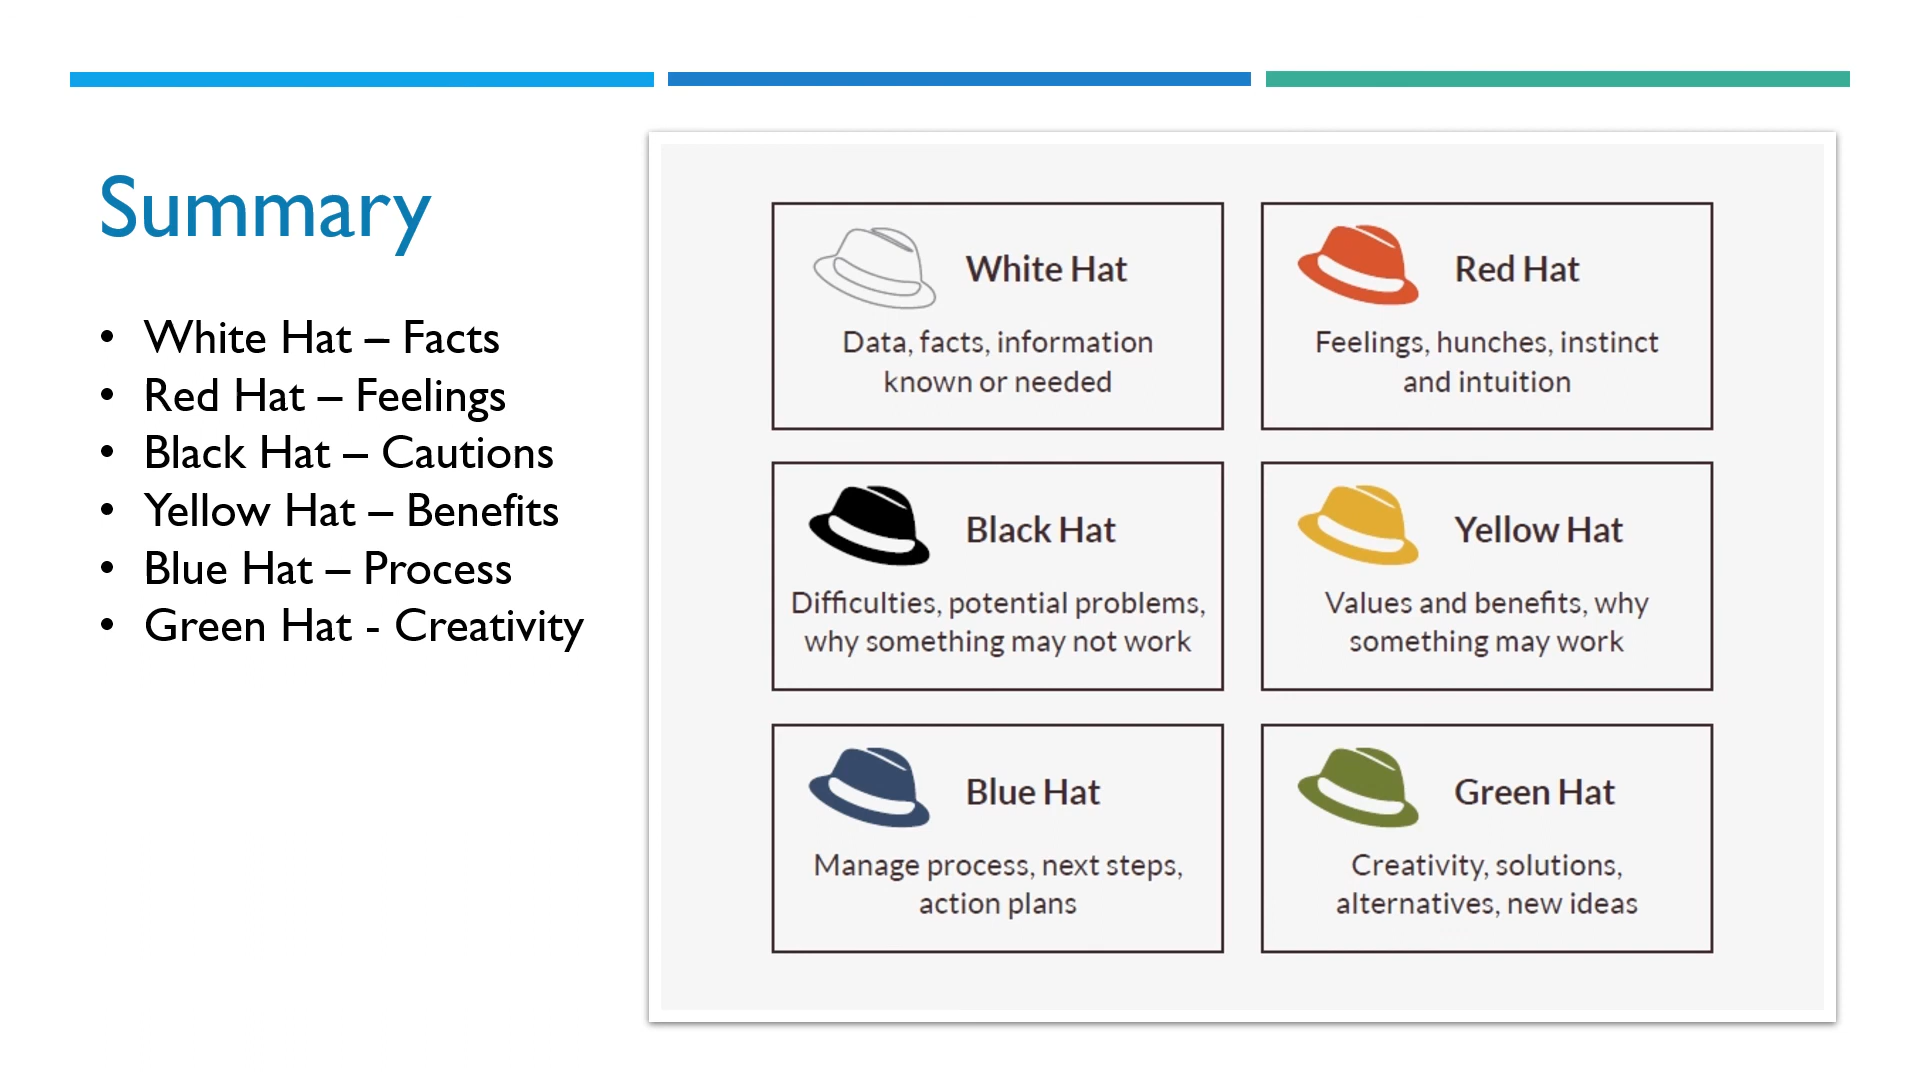 Summary
• White Hat – Facts
• Red Hat – Feelings
• Black Hat – Cautions
• Yellow Hat – Benefits
• Blue Hat – Process
• Green Hat - Creativity
White Hat
Data, facts, information
known or needed
Red Hat
Feelings, hunches, instinct
and intuition
Black Hat
Difficulties, potential problems,
why something may not work
Yellow Hat
Values and benefits, why
something may work
Blue Hat
Manage process, next steps,
action plans
Green Hat
Creativity, solutions,
alternatives, new ideas